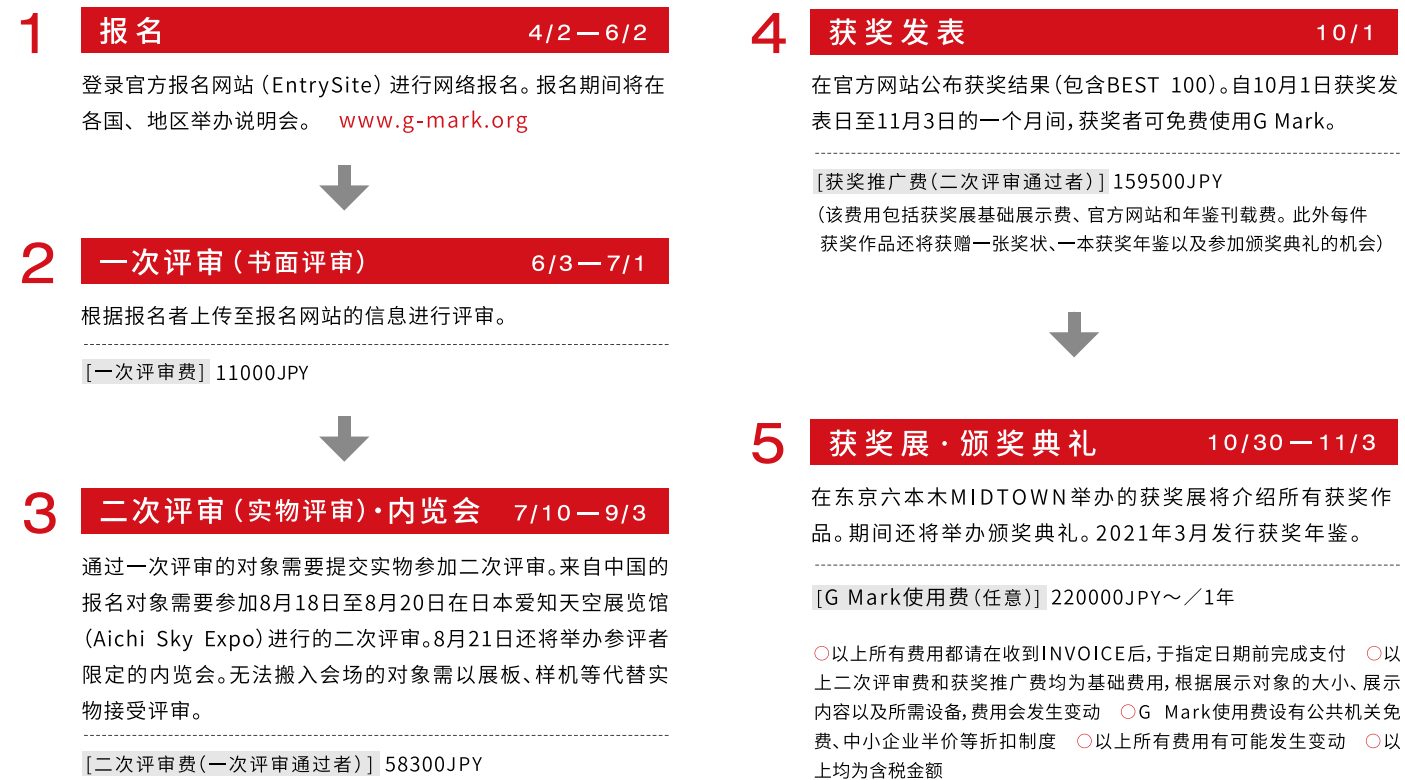 1 报名 4/2—6/2
登录官方报名网站（EntrySite）进行网络报名。报名期间将在
各国、地区举办说明会。 www.g-mark.org
2 一次评审（书面评审） 6/3—7/1
根据报名者上传至报名网站的信息进行评审。
[一次评审费] 11000JPY
3 二次评审（实物评审）·内览会 7/10—9/3
通过一次评审的对象需要提交实物参加二次评审。来自中国的
报名对象需要参加8月18日至8月20日在日本爱知天空展览馆
（Aichi Sky Expo）进行的二次评审。8月21日还将举办参评者
限定的内览会。无法搬入会场的对象需以展板、样机等代替实
物接受评审。
[二次评审费（一次评审通过者）] 58300JPY
4 获奖发表 10/1
在官方网站公布获奖结果（包含BEST 100）。自10月1日获奖发
表日至11月3日的一个月间，获奖者可免费使用G Mark。
[获奖推广费（二次评审通过者）] 159500JPY
（该费用包括获奖展基础展示费、官方网站和年鉴刊载费。此外每件
获奖作品还将获赠一张奖状、一本获奖年鉴以及参加颁奖典礼的机会）
5 获奖展·颁奖典礼 10/30—11/3
在东京六本木MIDTOWN举办的获奖展将介绍所有获奖作
品。期间还将举办颁奖典礼。2021年3月发行获奖年鉴。
[G Mark使用费（任意）] 220000JPY～／1年
○以上所有费用都请在收到INVOICE后，于指定日期前完成支付 ○以
上二次评审费和获奖推广费均为基础费用，根据展示对象的大小、展示
内容以及所需设备，费用会发生变动 ○G Mark使用费设有公共机关免
费、中小企业半价等折扣制度 ○以上所有费用有可能发生变动 ○以
上均为含税金额